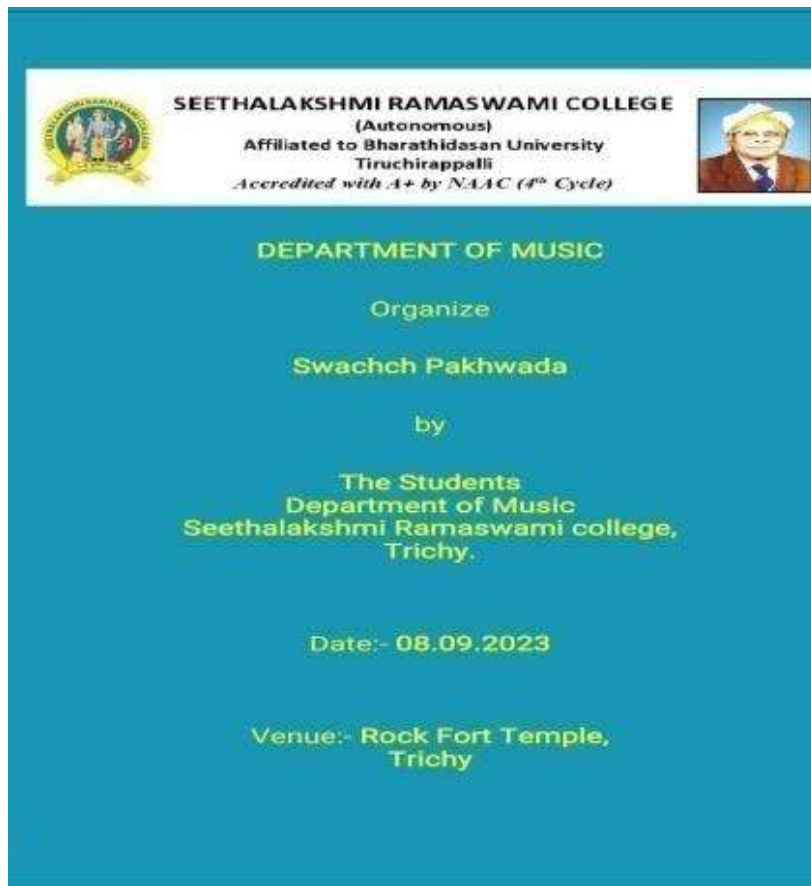 SEETHALAKSHMI RAMASWAMI COLLEGE
(Autonomous)
Affiliated to Bharathidasan University
Tiruchirappalli
Accredited with A+ by NAAC (4th Cycle)
DEPARTMENT OF MUSIC
Organize
Swachch Pakhwada
by
The Students
Department of Music
Seethalakshmi Ramaswami college,
Trichy.
Date:- 08.09.2023
Venue:- Rock Fort Temple,
Trichy